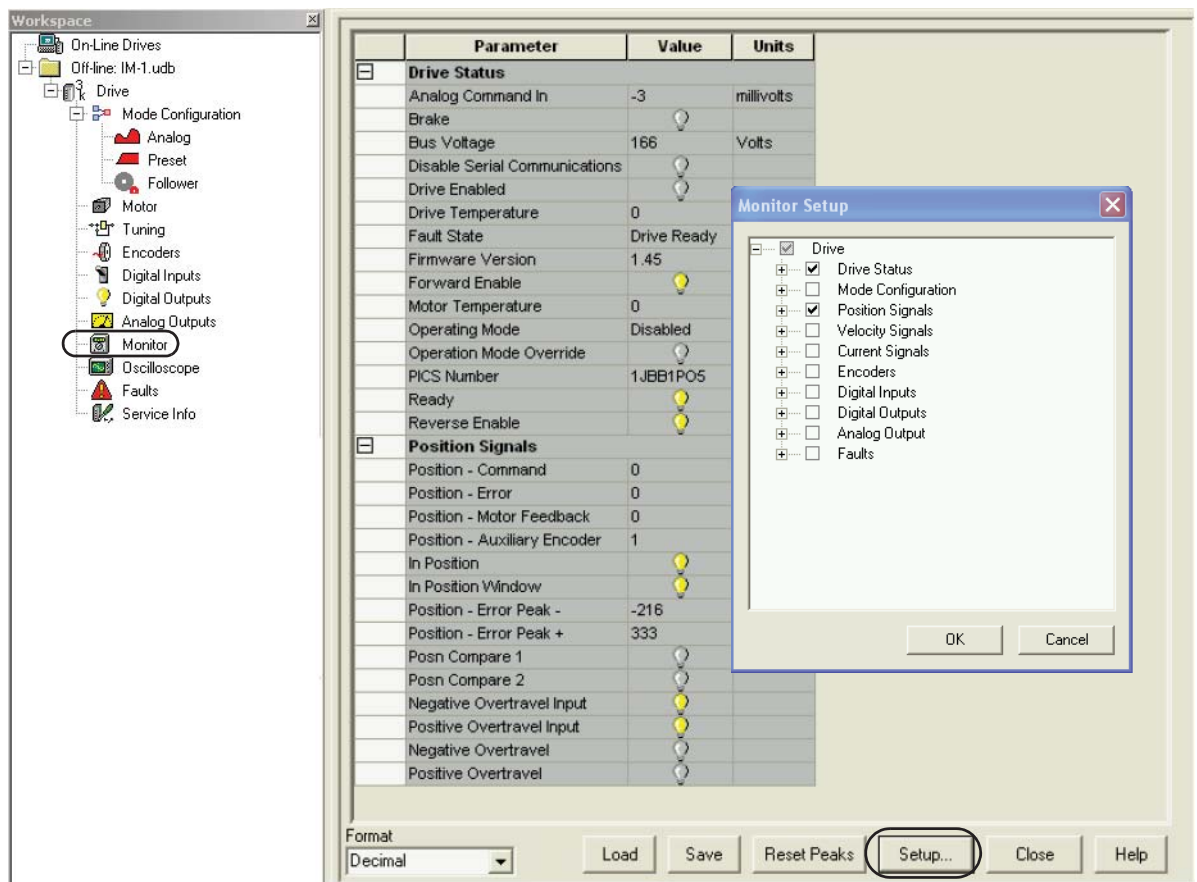 Workspace
On-Line Drives
Off-line: IM-1.udb
Drive
Mode Configuration
Analog
Preset
Follower
Motor
Tuning
Encoders
Digital Inputs
Digital Outputs
Analog Outputs
Monitor
Oscilloscope
Faults
Service Info
Parameter Value Units
Drive Status
Analog Command In -3 millivolts
Brake
Bus Voltage 166 Volts
Disable Serial Communications
Drive Enabled
Drive Temperature 0
Fault State Drive Ready
Firmware Version 1.45
Forward Enable
Motor Temperature 0
Operating Mode Disabled
Operation Mode Override
PICS Number 1JBB1PO5
Ready
Reverse Enable
Position Signals
Position - Command 0
Position - Error 0
Position - Motor Feedback 0
Position - Auxiliary Encoder 1
In Position
In Position Window
Position - Error Peak - -216
Position - Error Peak + 333
Posn Compare 1
Posn Compare 2
Negative Overtravel Input
Positive Overtravel Input
Negative Overtravel
Positive Overtravel
Monitor Setup
Drive
Drive Status
Mode Configuration
Position Signals
Velocity Signals
Current Signals
Encoders
Digital Inputs
Digital Outputs
Analog Output
Faults
OK Cancel
Format
Decimal
Load Save Reset Peaks Setup... Close Help